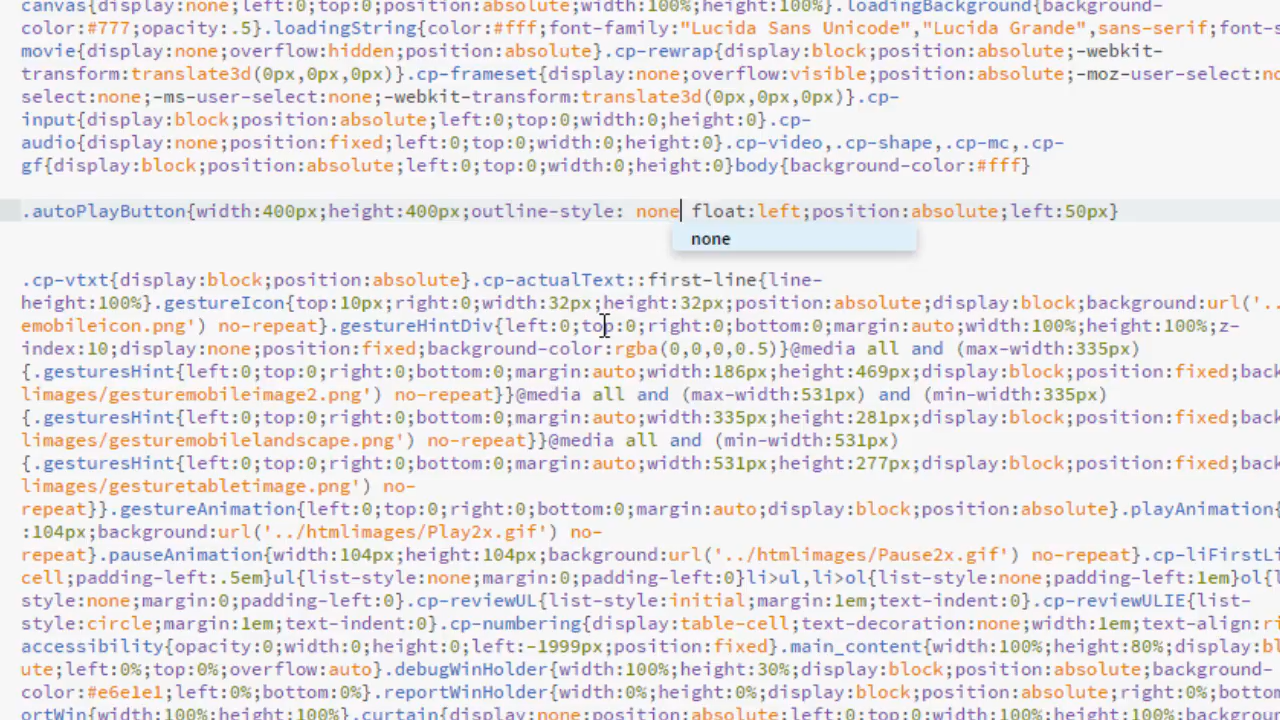 canvas{display:none;left:0;top:0;position:absolute;width:100%;height:100%}.loadingBackground{background-
color:#777;opacity:.5}.loadingString{color:#fff;font-family:"Lucida Sans Unicode","Lucida Grande",sans-serif;font-s
movie{display:none;overflow:hidden;position:absolute}.cp-rewrap{display:block;position:absolute;-webkit-
transform:translate3d(0px,0px,0px)}.cp-frameset{display:none;overflow:visible;position:absolute;-moz-user-select:no
select:none;-ms-user-select:none;-webkit-transform:translate3d(0px,0px,0px)}.cp-
input{display:block;position:absolute;left:0;top:0;width:0;height:0}.cp-
audio{display:none;position:fixed;left:0;top:0;width:0;height:0}.cp-video,.cp-shape,.cp-mc,.cp-
gf{display:block;position:absolute;left:0;top:0;width:0;height:0}body{background-color:#fff}
.autoPlayButton{width:400px;height:400px;outline-style: none float:left;position:absolute;left:50px}
none
.cp-vtxt{display:block;position:absolute}.cp-actualText::first-line{line-
height:100%}.gestureIcon{top:10px;right:0;width:32px;height:32px;position:absolute;display:block;background:url('..
emobileicon.png') no-repeat}.gestureHintDiv{left:0;top:0;right:0;bottom:0;margin:auto;width:100%;height:100%;z-
index:10;display:none;position:fixed;background-color:rgba(0,0,0,0.5)}@media all and (max-width:335px)
{.gesturesHint{left:0;top:0;right:0;bottom:0;margin:auto;width:186px;height:469px;display:block;position:fixed;back
limages/gesturemobileimage2.png') no-repeat}}@media all and (max-width:531px) and (min-width:335px)
{.gesturesHint{left:0;top:0;right:0;bottom:0;margin:auto;width:335px;height:281px;display:block;position:fixed;back
limages/gesturemobilelandscape.png') no-repeat}}@media all and (min-width:531px)
{.gesturesHint{left:0;top:0;right:0;bottom:0;margin:auto;width:531px;height:277px;display:block;position:fixed;back
limages/gesturetabletimage.png') no-
repeat}}.gestureAnimation{left:0;top:0;right:0;bottom:0;margin:auto;display:block;position:absolute}.playAnimation{
:104px;background:url('../htmlimages/Play2x.gif') no-
repeat}.pauseAnimation{width:104px;height:104px;background:url('../htmlimages/Pause2x.gif') no-repeat}.cp-liFirstLi
cell;padding-left:.5em}ul{list-style:none;margin:0;padding-left:0}li>ul,li>ol{list-style:none;padding-left:1em}ol{l
style:none;margin:0;padding-left:0}.cp-reviewUL{list-style:initial;margin:1em;text-indent:0}.cp-reviewULIE{list-
style:circle;margin:1em;text-indent:0}.cp-numbering{display:table-cell;text-decoration:none;width:1em;text-align:ri
accessibility{opacity:0;width:0;height:0;left:-1999px;position:fixed}.main_content{width:100%;height:80%;display:bl
ute;left:0%;top:0%;overflow:auto}.debugWinHolder{width:100%;height:30%;display:block;position:absolute;background-
color:#e6e1e1;left:0%;bottom:0%}.reportWinHolder{width:0%;height:0%;display:block;position:absolute;right:0%;bottom
ortWin{width:100%;height:100%}.curtain{display:none;position:absolute;left:0;top:0;width:100%;height:100%;backgroun